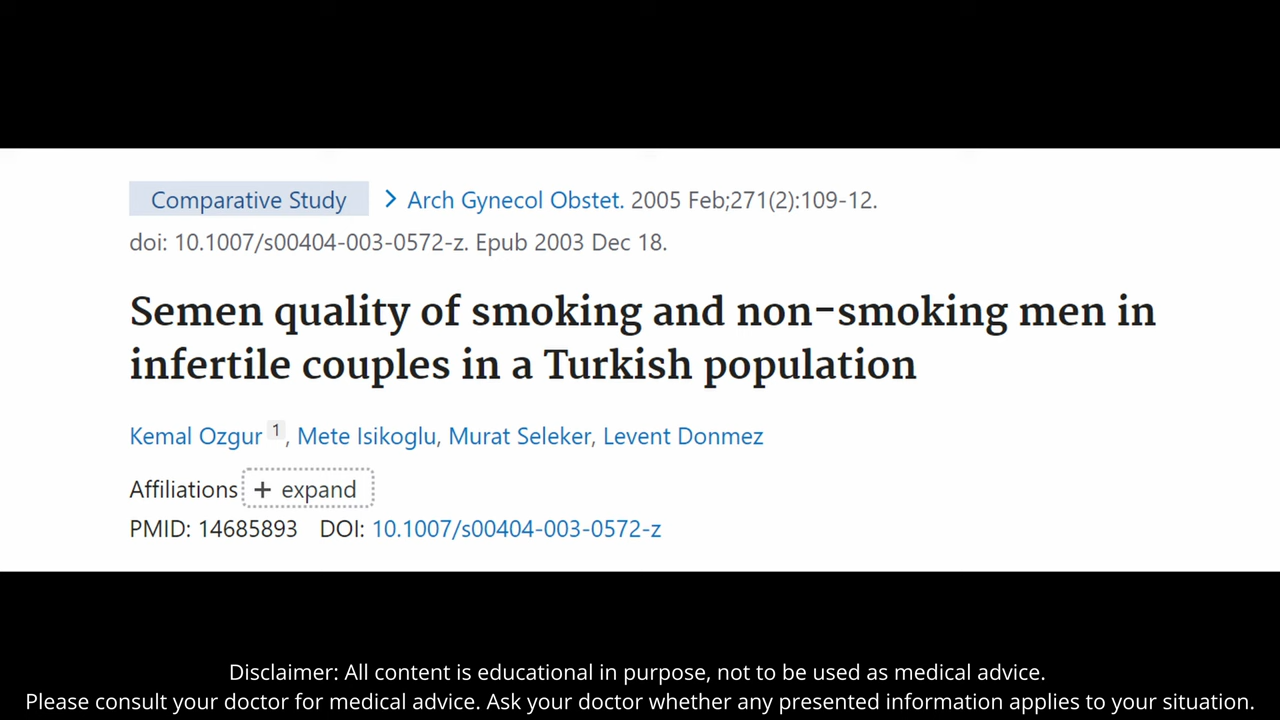 Comparative Study > Arch Gynecol Obstet. 2005 Feb;271(2):109-12.
doi: 10.1007/s00404-003-0572-z. Epub 2003 Dec 18.
Semen quality of smoking and non-smoking men in
infertile couples in a Turkish population
Kemal Ozgur 1, Mete Isikoglu, Murat Seleker, Levent Donmez
Affiliations + expand
PMID: 14685893 DOI: 10.1007/s00404-003-0572-z
Disclaimer: All content is educational in purpose, not to be used as medical advice.
Please consult your doctor for medical advice. Ask your doctor whether any presented information applies to your situation.